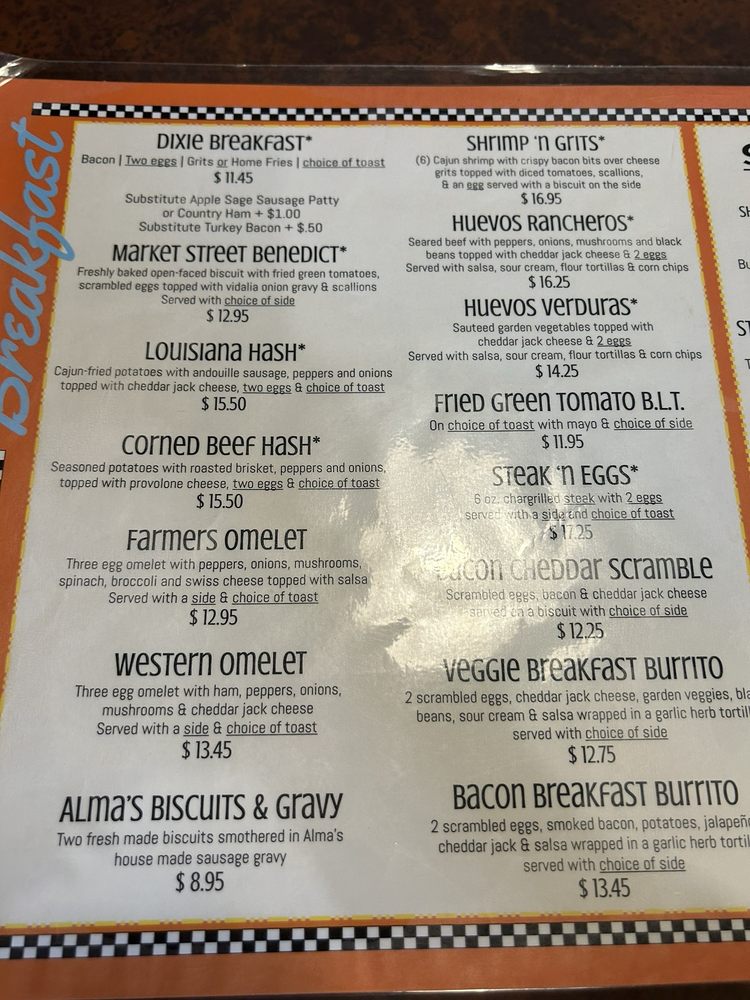 Breakfast
Dixie Breakfast*
Bacon | Two eggs | Grits or Home Fries | choice of toast
$ 11.45
Substitute Apple Sage Sausage Patty
or Country Ham + $1.00
Substitute Turkey Bacon + $.50
Market Street Benedict*
Freshly baked open-faced biscuit with fried green tomatoes,
scrambled eggs topped with vidalia onion gravy & scallions
Served with choice of side
$ 12.95
Louisiana Hash*
Cajun-fried potatoes with andouille sausage, peppers and onions
topped with cheddar jack cheese, two eggs & choice of toast
$ 15.50
Corned Beef Hash*
Seasoned potatoes with roasted brisket, peppers and onions,
topped with provolone cheese, two eggs & choice of toast
$ 15.50
Farmers Omelet
Three egg omelet with peppers, onions, mushrooms,
spinach, broccoli and swiss cheese topped with salsa
Served with a side & choice of toast
$ 12.95
Western Omelet
Three egg omelet with ham, peppers, onions,
mushrooms & cheddar jack cheese
Served with a side & choice of toast
$ 13.45
Alma's Biscuits & Gravy
Two fresh made biscuits smothered in Alma's
house made sausage gravy
$ 8.95
Shrimp 'n Grits*
(6) Cajun shrimp with crispy bacon bits over cheese
grits topped with diced tomatoes, scallions,
& an egg served with a biscuit on the side
$ 16.95
Huevos Rancheros*
Seared beef with peppers, onions, mushrooms and black
beans topped with cheddar jack cheese & 2 eggs
Served with salsa, sour cream, flour tortillas & corn chips
$ 16.25
Huevos Verduras*
Sauteed garden vegetables topped with
cheddar jack cheese & 2 eggs
Served with salsa, sour cream, flour tortillas & corn chips
$ 14.25
Fried Green Tomato B.L.T.
On choice of toast with mayo & choice of side
$ 11.95
Steak 'n Eggs*
6 oz. chargrilled steak with 2 eggs
served with a side and choice of toast
$ 17.25
Bacon Cheddar Scramble
Scrambled eggs, bacon & cheddar jack cheese
served on a biscuit with choice of side
$ 12.25
Veggie Breakfast Burrito
2 scrambled eggs, cheddar jack cheese, garden veggies,
beans, sour cream & salsa wrapped in a garlic herb
served with choice of side
$ 12.75
Bacon Breakfast Burrito
2 scrambled eggs, smoked bacon, potatoes,
cheddar jack & salsa wrapped in a garlic herb
served with choice of side
$ 13.45